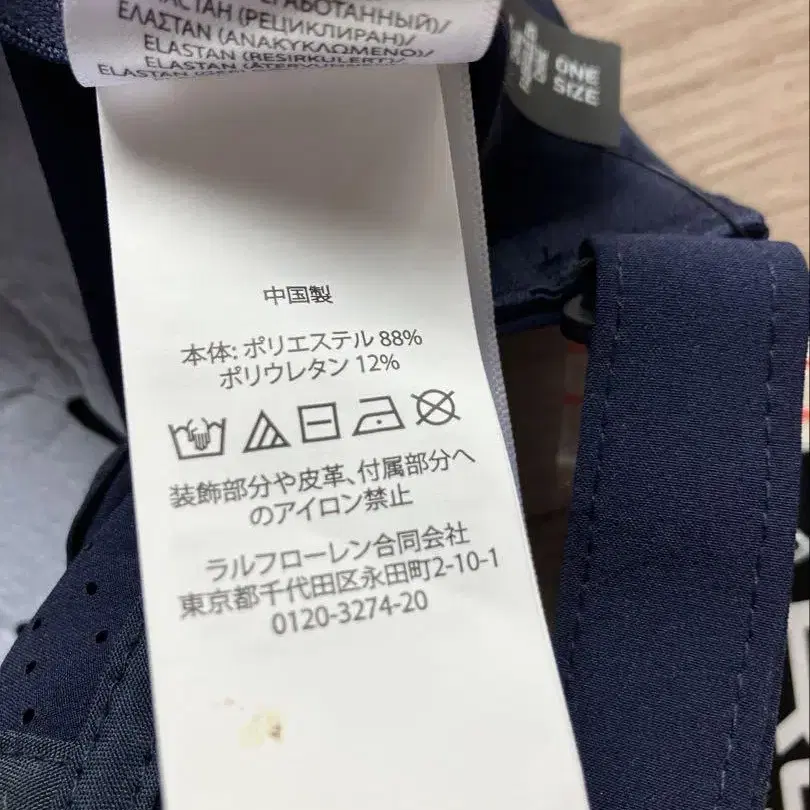 ЕЛАСТАН (РЕЦИКЛИРАН)/
ΕΛΑΣΤΑΝ (ΑΝΑΚΥΚΛΩΜΕΝΟ)/
ELASTAN (RESIRKULERT)/
ELASTAN
ONE
SIZE
中国製
本体: ポリエステル 88%
ポリウレタン 12%
装飾部分や皮革、付属部分へ
のアイロン禁止
ラルフローレン合同会社
東京都千代田区永田町2-10-1
0120-3274-20